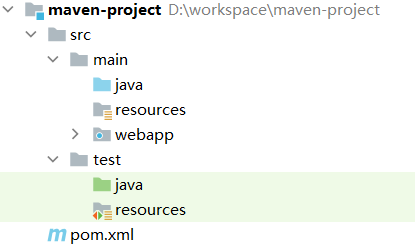 maven-project D:\workspace\maven-project
src
main
java
resources
webapp
test
java
resources
pom.xml